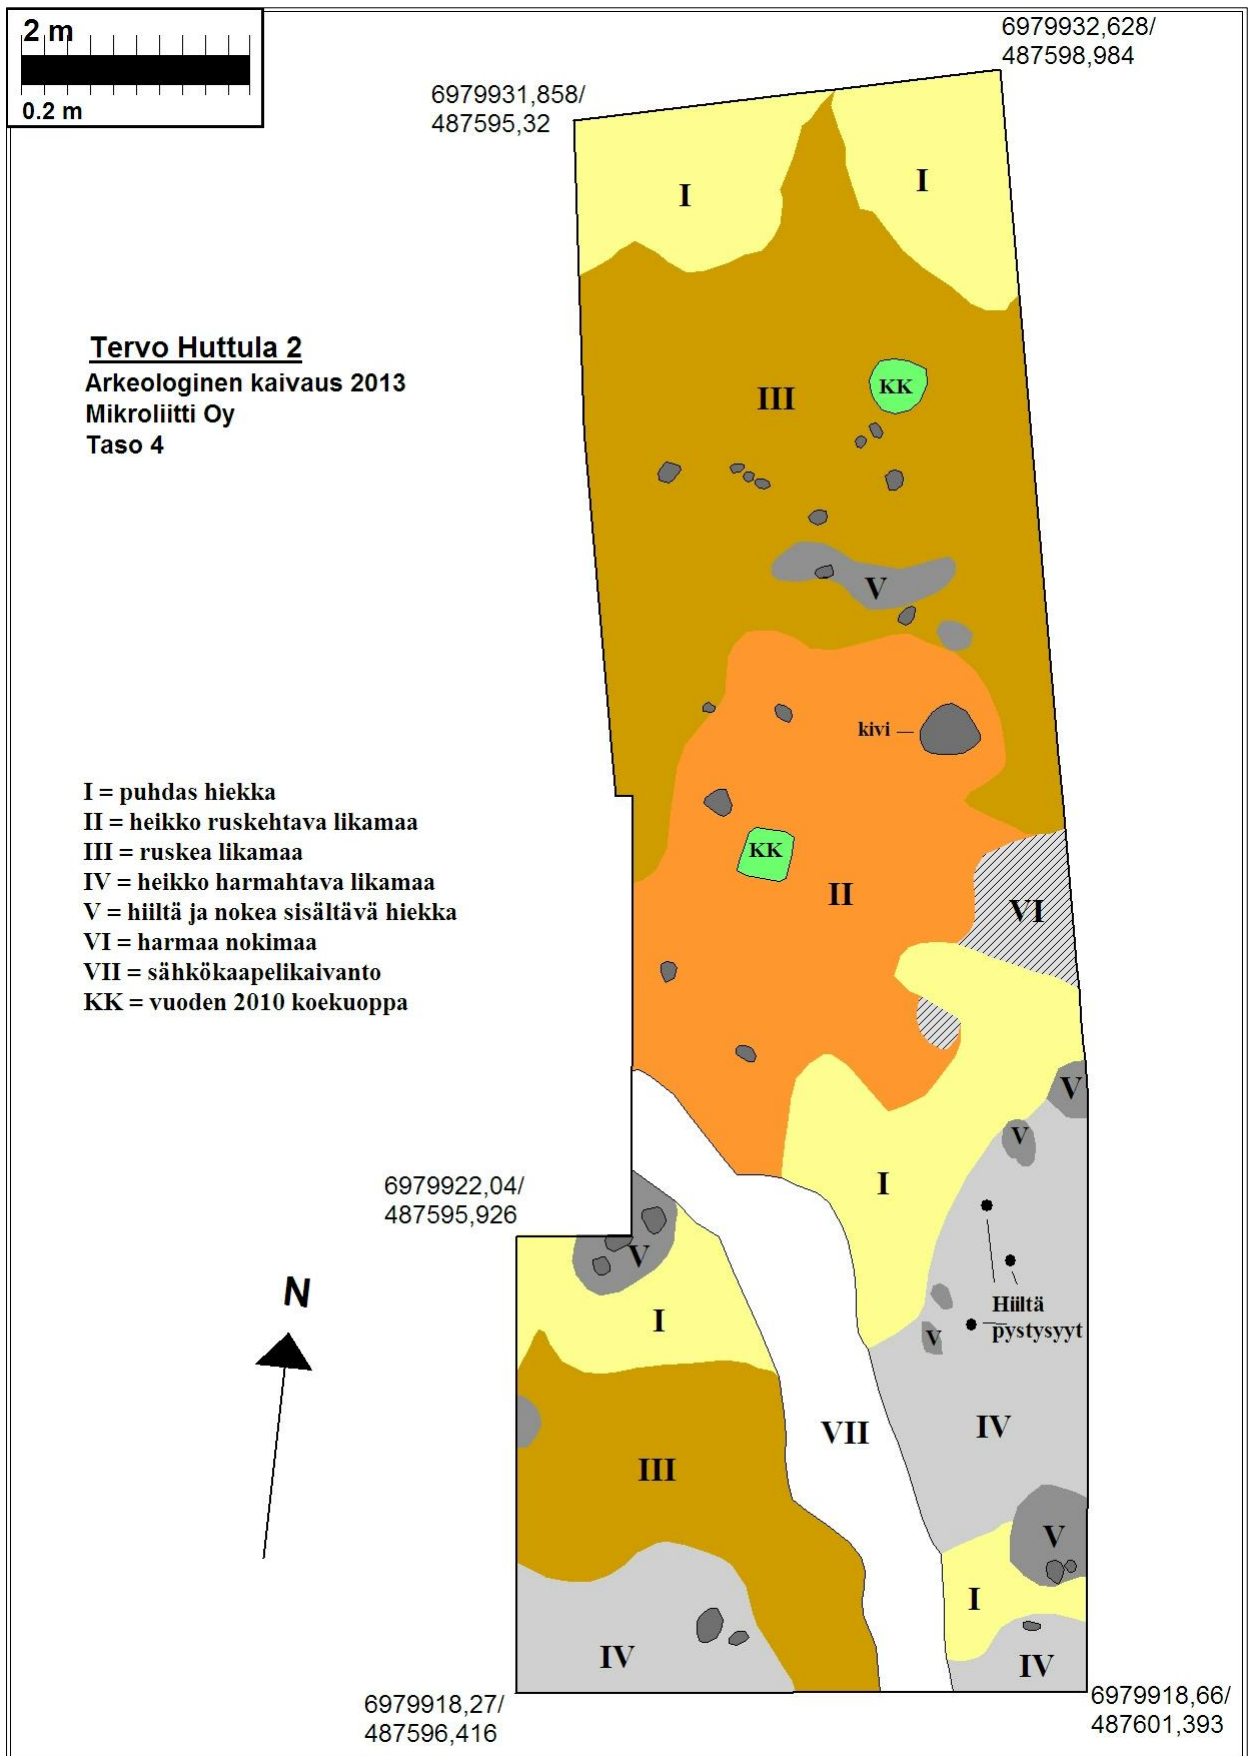 2 m
0.2 m
6979932,628/
487598,984
6979931,858/
487595,32
I
I
Tervo Huttula 2
Arkeologinen kaivaus 2013
Mikroliitti Oy
Taso 4
III
KK
V
kivi
I = puhdas hiekka
II = heikko ruskehtava likamaa
III = ruskea likamaa
IV = heikko harmahtava likamaa
V = hiiltä ja nokea sisältävä hiekka
VI = harmaa nokimaa
VII = sähkökaapelikaivanto
KK = vuoden 2010 koekuoppa
KK
II
VI
V
V
I
6979922,04/
487595,926
V
N
I
Hiiltä
pystysyyt
V
VII
IV
III
V
I
IV
IV
6979918,27/
487596,416
6979918,66/
487601,393